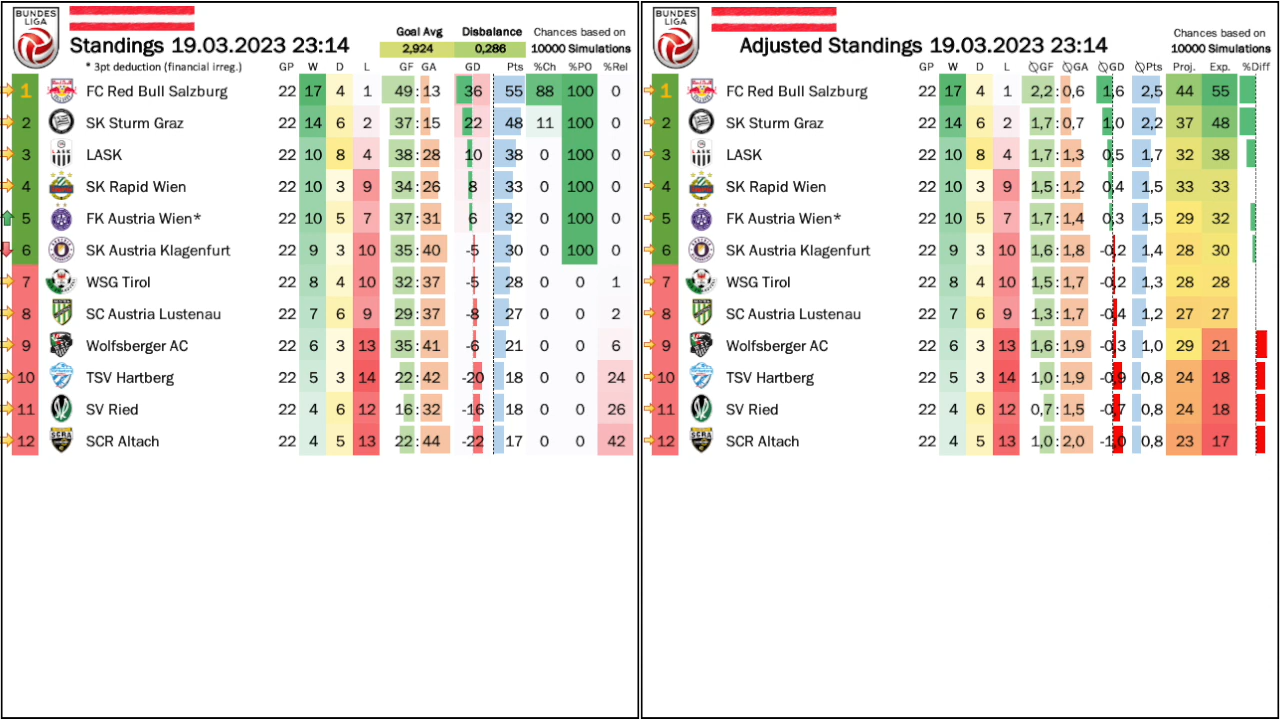 BUNDES
LIGA
Standings 19.03.2023 23:14
* 3pt deduction (financial irreg.)
Goal Avg Disbalance Chances based on
2,924 0,286 10000 Simulations
GP W D L GF GA GD Pts %Ch %PO %Rel
1 FC Red Bull Salzburg 22 17 4 1 49 : 13 36 55 88 100 0
2 SK Sturm Graz 22 14 6 2 37 : 15 22 48 11 100 0
3 LASK 22 10 8 4 38 : 28 10 38 0 100 0
4 SK Rapid Wien 22 10 3 9 34 : 26 8 33 0 100 0
5 FK Austria Wien* 22 10 5 7 37 : 31 6 32 0 100 0
6 SK Austria Klagenfurt 22 9 3 10 35 : 40 -5 30 0 100 0
7 WSG Tirol 22 8 4 10 32 : 37 -5 28 0 0 1
8 SC Austria Lustenau 22 7 6 9 29 : 37 -8 27 0 0 2
9 Wolfsberger AC 22 6 3 13 35 : 41 -6 21 0 0 6
10 TSV Hartberg 22 5 3 14 22 : 42 -20 18 0 0 24
11 SV Ried 22 4 6 12 16 : 32 -16 18 0 0 26
12 SCR Altach 22 4 5 13 22 : 44 -22 17 0 0 42
BUNDES
LIGA
Adjusted Standings 19.03.2023 23:14
Chances based on
10000 Simulations
GP W D L ∅GF ∅GA ∅GD ∅Pts Proj. Exp. %Diff
1 FC Red Bull Salzburg 22 17 4 1 2,2 : 0,6 1,6 2,5 44 55
2 SK Sturm Graz 22 14 6 2 1,7 : 0,7 1,0 2,2 37 48
3 LASK 22 10 8 4 1,7 : 1,3 0,5 1,7 32 38
4 SK Rapid Wien 22 10 3 9 1,5 : 1,2 0,4 1,5 33 33
5 FK Austria Wien* 22 10 5 7 1,7 : 1,4 0,3 1,5 29 32
6 SK Austria Klagenfurt 22 9 3 10 1,6 : 1,8 -0,2 1,4 28 30
7 WSG Tirol 22 8 4 10 1,5 : 1,7 -0,2 1,3 28 28
8 SC Austria Lustenau 22 7 6 9 1,3 : 1,7 -0,4 1,2 27 27
9 Wolfsberger AC 22 6 3 13 1,6 : 1,9 -0,3 1,0 29 21
10 TSV Hartberg 22 5 3 14 1,0 : 1,9 -0,9 0,8 24 18
11 SV Ried 22 4 6 12 0,7 : 1,5 -0,7 0,8 24 18
12 SCR Altach 22 4 5 13 1,0 : 2,0 -1,0 0,8 23 17